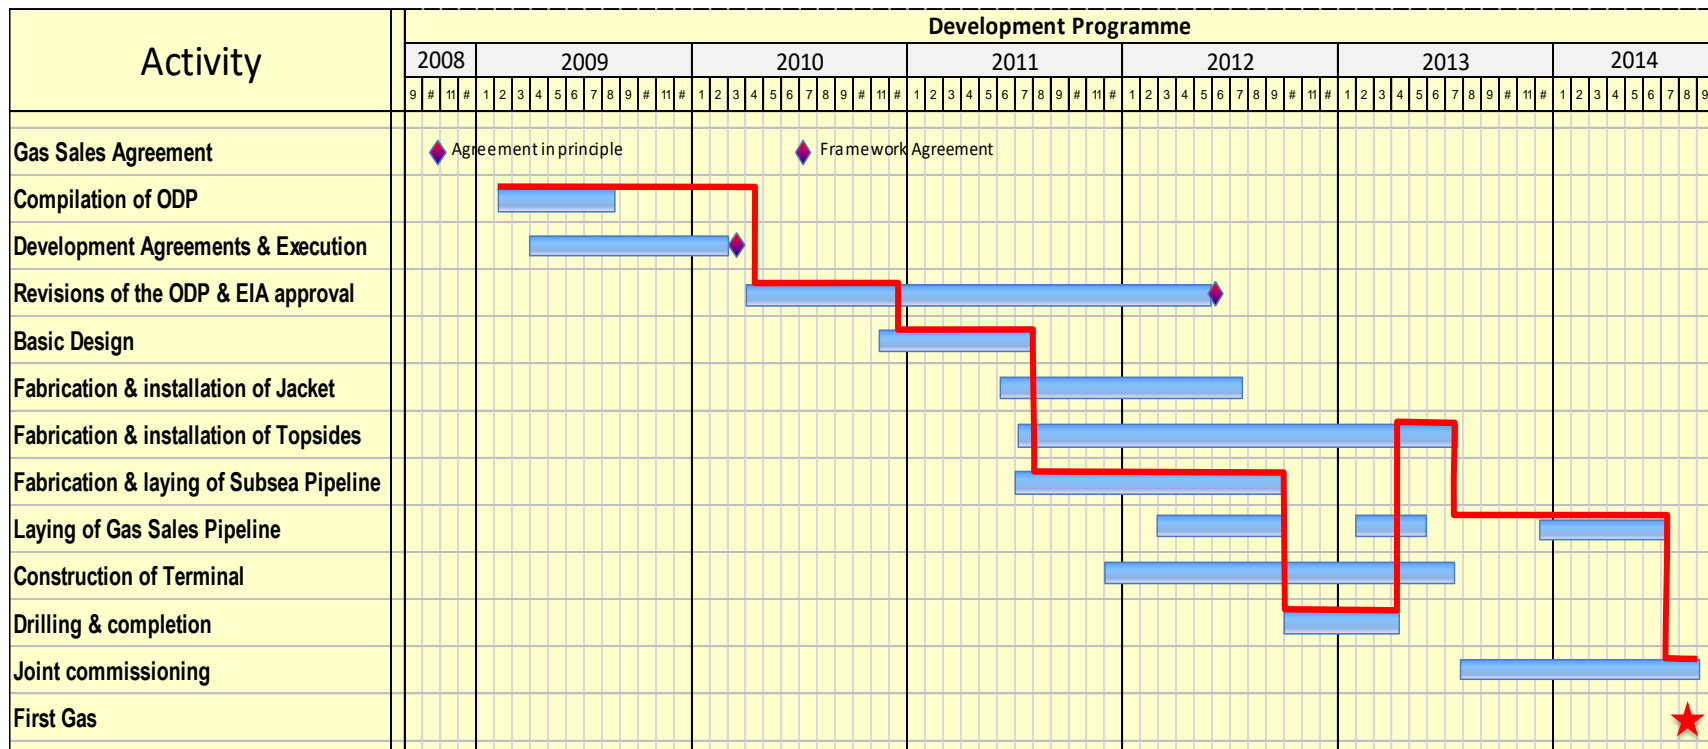 Activity
Development Programme
2008 2009 2010 2011 2012 2013 2014
9 # 11 # 1 2 3 4 5 6 7 8 9 # 11 # 1 2 3 4 5 6 7 8 9 # 11 # 1 2 3 4 5 6 7 8 9 # 11 # 1 2 3 4 5 6 7 8 9 # 11 # 1 2 3 4 5 6 7 8 9 # 11 # 1 2 3 4 5 6 7 8 9
Gas Sales Agreement Agreement in principle Framework Agreement
Compilation of ODP
Development Agreements & Execution
Revisions of the ODP & EIA approval
Basic Design
Fabrication & installation of Jacket
Fabrication & installation of Topsides
Fabrication & laying of Subsea Pipeline
Laying of Gas Sales Pipeline
Construction of Terminal
Drilling & completion
Joint commissioning
First Gas